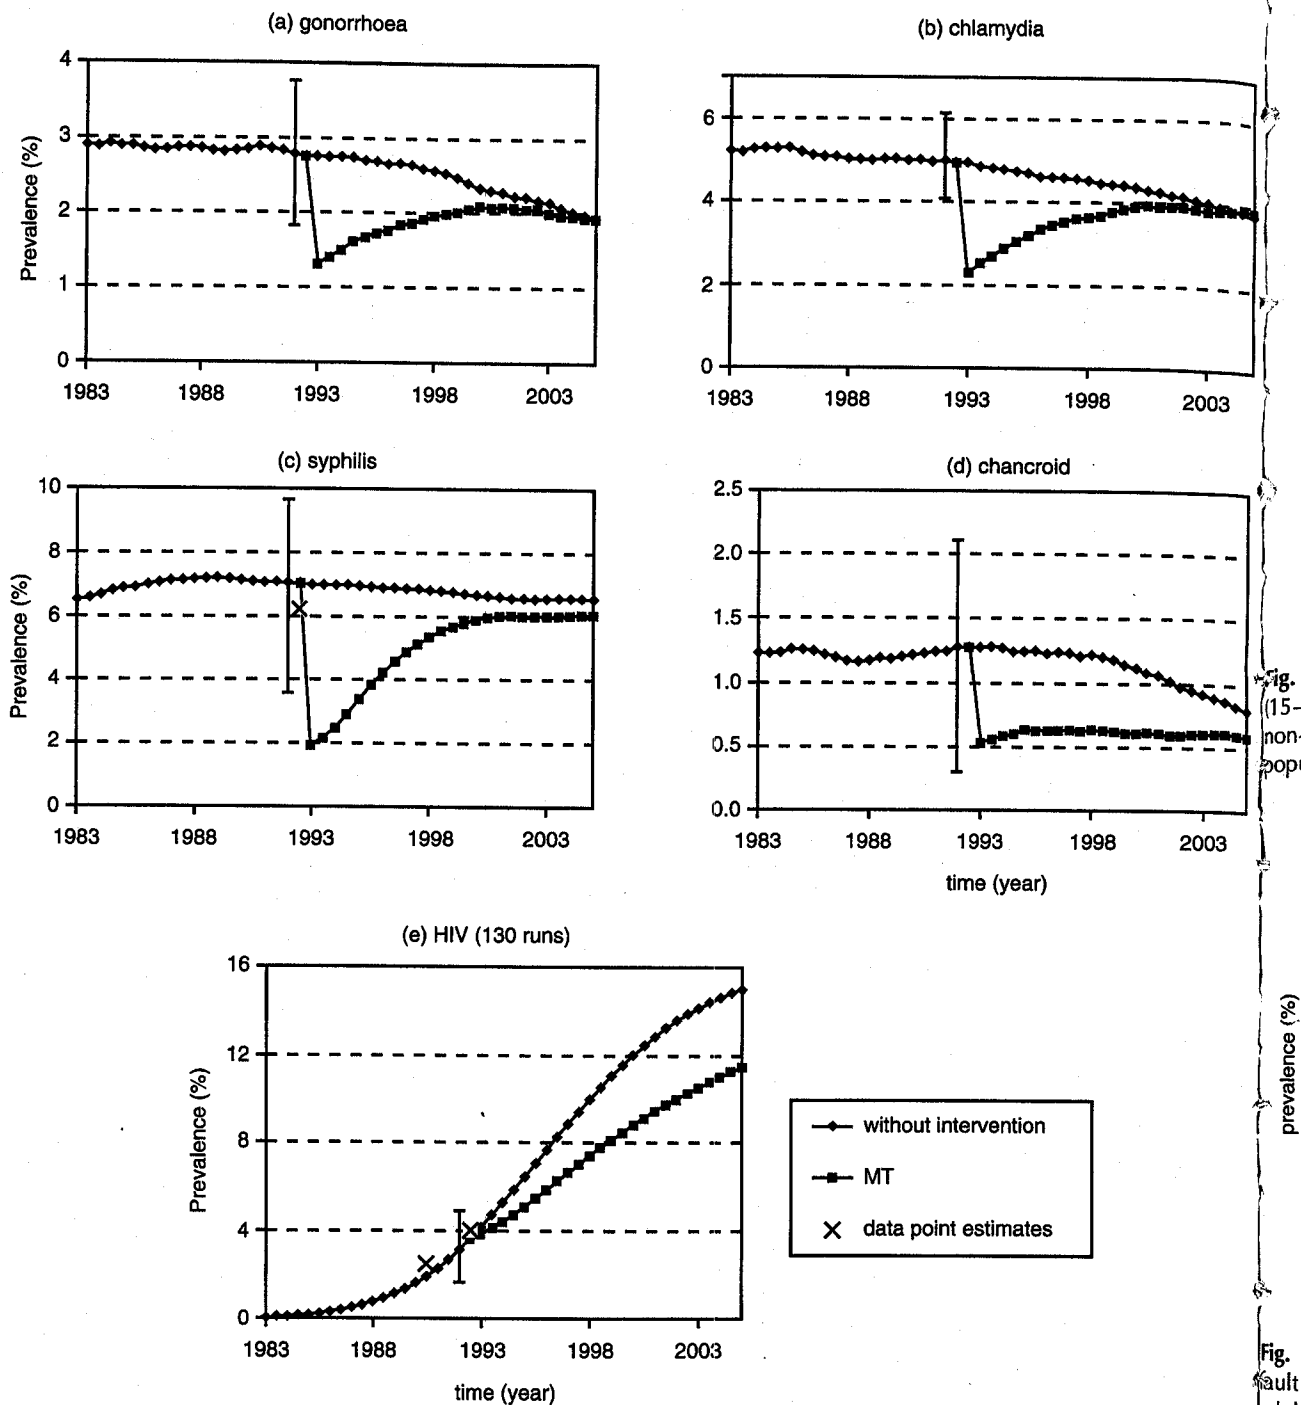 (a) gonorrhoea
Prevalence (%)
4
3
2
1
0
1983 1988 1993 1998 2003
(b) chlamydia
6
4
2
0
1983 1988 1993 1998 2003
(c) syphilis
Prevalence (%)
10
8
6
4
2
0
1983 1988 1993 1998 2003
(d) chancroid
2.5
2.0
1.5
1.0
0.5
0.0
1983 1988 1993 1998 2003
time (year)
(e) HIV (130 runs)
Prevalence (%)
16
12
8
4
0
1983 1988 1993 1998 2003
time (year)
without intervention
MT
data point estimates
Fig.
(15–
non-
popu
prevalence (%)
Fig.
ault